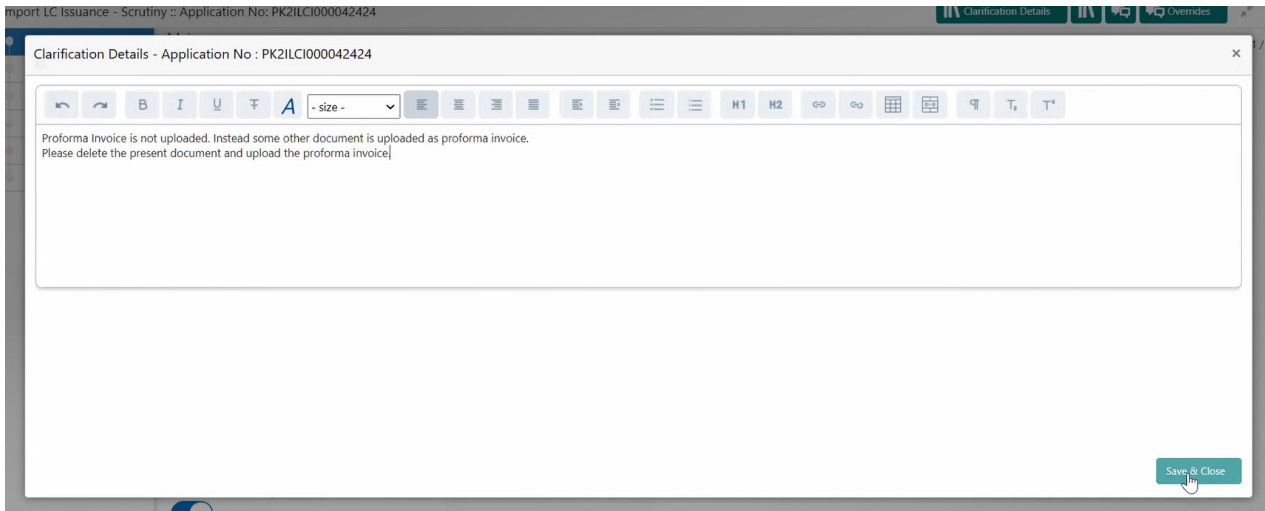 mport LC Issuance - Scrutiny :: Application No: PK2ILCI000042424
Clarification Details
Overrides
Clarification Details - Application No : PK2ILCI000042424
×
B I U T A - size - H1 H2 ¶ Ts T³
Proforma Invoice is not uploaded. Instead some other document is uploaded as proforma invoice.
Please delete the present document and upload the proforma invoice.
Save & Close